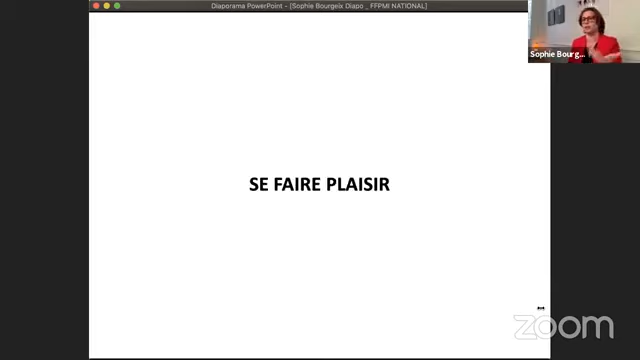 Diaporama PowerPoint - [Sophie Bourgeix Diapo _ FFPMI NATIONAL]
Sophie Bourg...
SE FAIRE PLAISIR
zoom